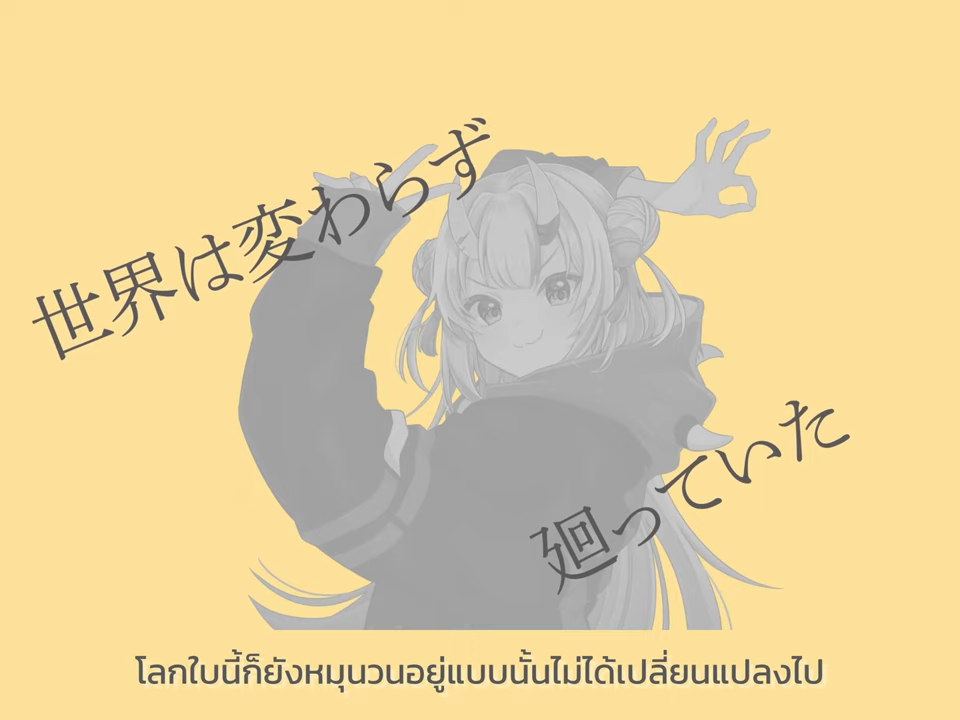 世界は変わらず
廻っていた
โลกใบนี้ก็ยังหมุนวนอยู่แบบนั้นไม่ได้เปลี่ยนแปลงไป